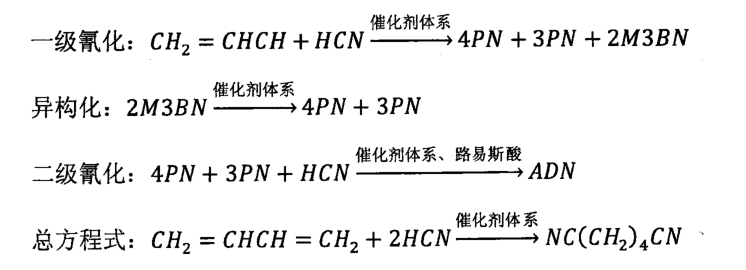 一级氰化：CH₂ = CHCH + HCN 催化剂体系→ 4PN + 3PN + 2M3BN
异构化：2M3BN 催化剂体系→ 4PN + 3PN
二级氰化：4PN + 3PN + HCN 催化剂体系、路易斯酸→ ADN
总方程式：CH₂ = CHCH = CH₂ + 2HCN 催化剂体系→ NC(CH₂)₄CN